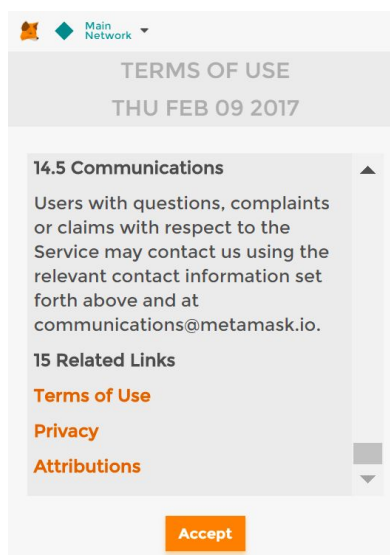 Main
Network
TERMS OF USE
THU FEB 09 2017
14.5 Communications
Users with questions, complaints
or claims with respect to the
Service may contact us using the
relevant contact information set
forth above and at
communications@metamask.io.
15 Related Links
Terms of Use
Privacy
Attributions
Accept